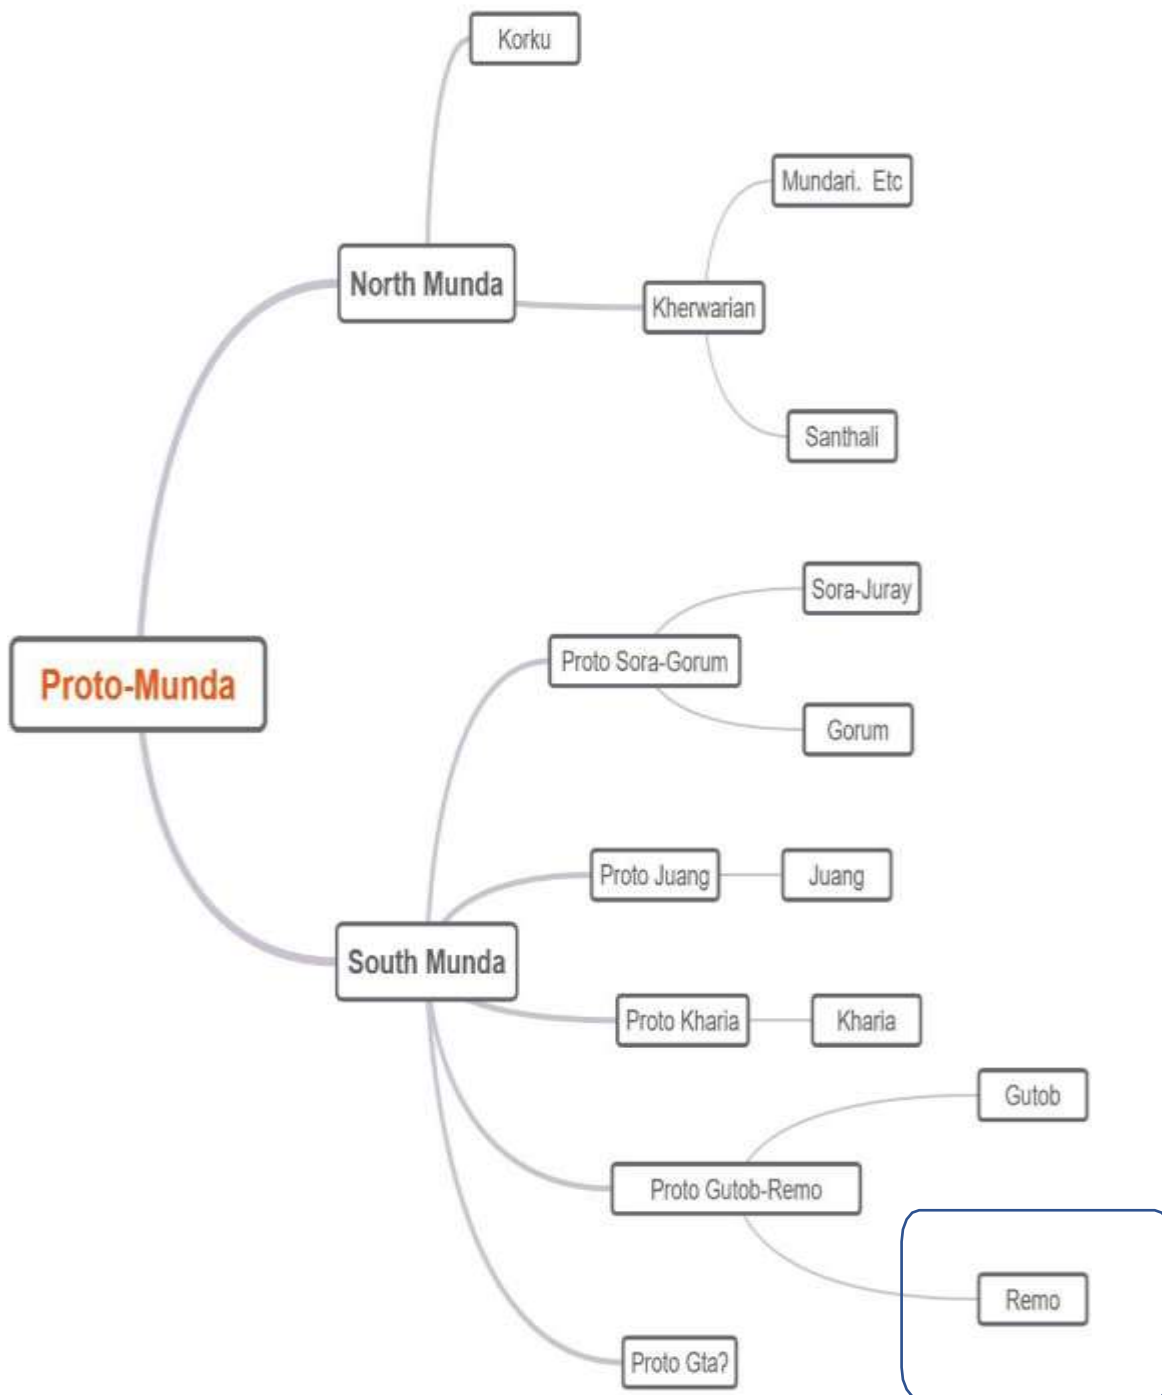 Korku
Mundari.  Etc
North Munda
Kherwarian
Santhali
Sora-Juray
Proto Sora-Gorum
Proto-Munda
Gorum
Proto Juang
Juang
South Munda
Proto Kharia
Kharia
Gutob
Proto Gutob-Remo
Remo
Proto Gta?